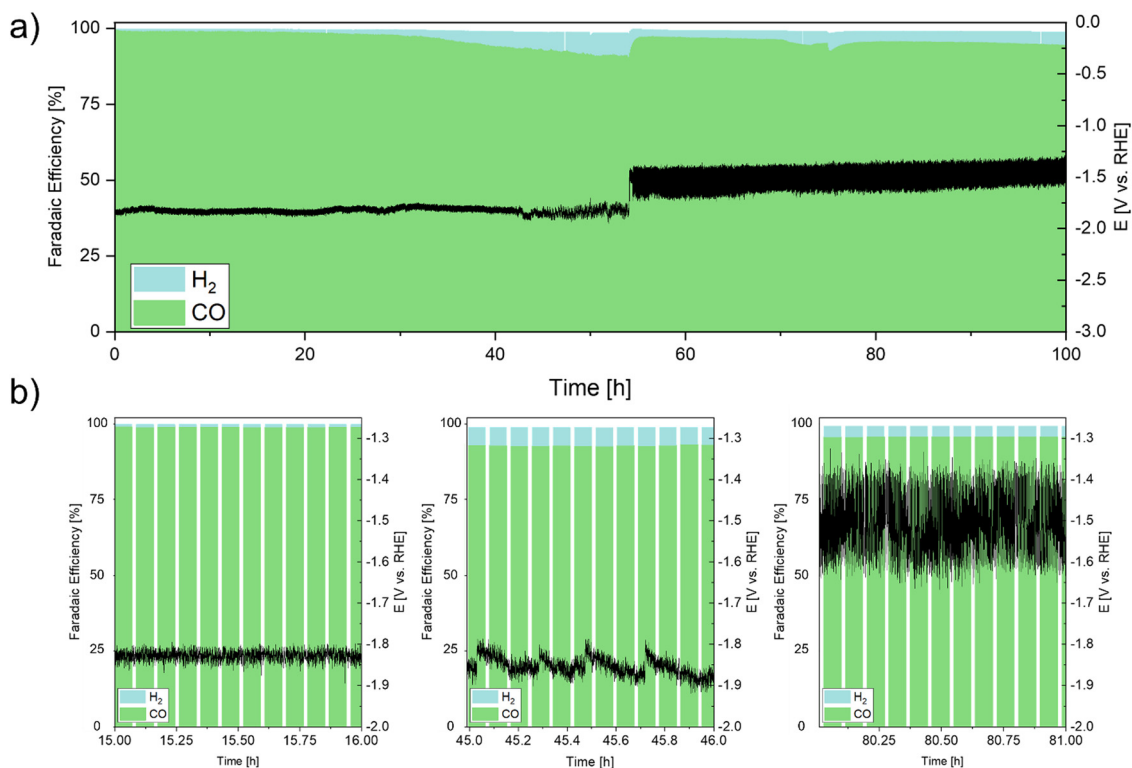 a)
100
75
50
25
0
Faradaic Efficiency [%]
0.0
-0.5
-1.0
-1.5
-2.0
-2.5
-3.0
E [V vs. RHE]
H₂
CO
0 20 40 60 80 100
Time [h]
b)
100
75
50
25
0
Faradaic Efficiency [%]
-1.3
-1.4
-1.5
-1.6
-1.7
-1.8
-1.9
-2.0
E [V vs. RHE]
H₂
CO
15.00 15.25 15.50 15.75 16.00
Time [h]
100
75
50
25
0
Faradaic Efficiency [%]
-1.3
-1.4
-1.5
-1.6
-1.7
-1.8
-1.9
-2.0
E [V vs. RHE]
H₂
CO
45.0 45.2 45.4 45.6 45.8 46.0
Time [h]
100
75
50
25
0
Faradaic Efficiency [%]
-1.3
-1.4
-1.5
-1.6
-1.7
-1.8
-1.9
-2.0
E [V vs. RHE]
H₂
CO
80.25 80.50 80.75 81.00
Time [h]